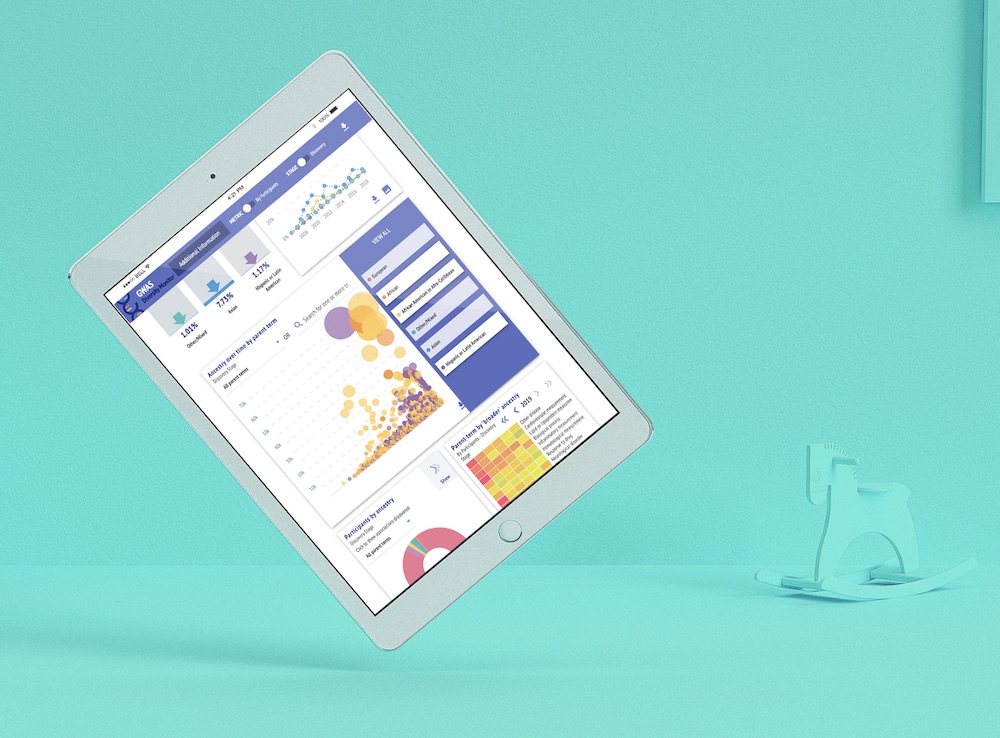 BELL
4:21 PM
100%
GWAS
Diversity Monitor
Additional Information
METRIC
By Participants
STAGE
Discovery
1.01%
Other/Mixed
7.73%
Asian
1.17%
Hispanic or Latin
American
20%
0%
2008
2010
2012
2014
2016
2018
VIEW ALL
European
African
African American or Afro-Caribbean
Other/Mixed
Asian
Hispanic or Latin American
Ancestry over time by parent term
Discovery Stage
All parent terms
OR
Search for one or more tr
70k
60k
50k
40k
30k
20k
10k
Participants by ancestry
Discovery Stage
Click to show associations discovered
All parent terms
Show
Parent term by 'broader' ancestry
By Participants - Discovery
Stage
2019
Other disease
Cardiovascular measurement
Lipid or lipoprotein measurement
Biological process
Inflammatory measurement
Hematological measurement
Response to drug
Neurological disorder